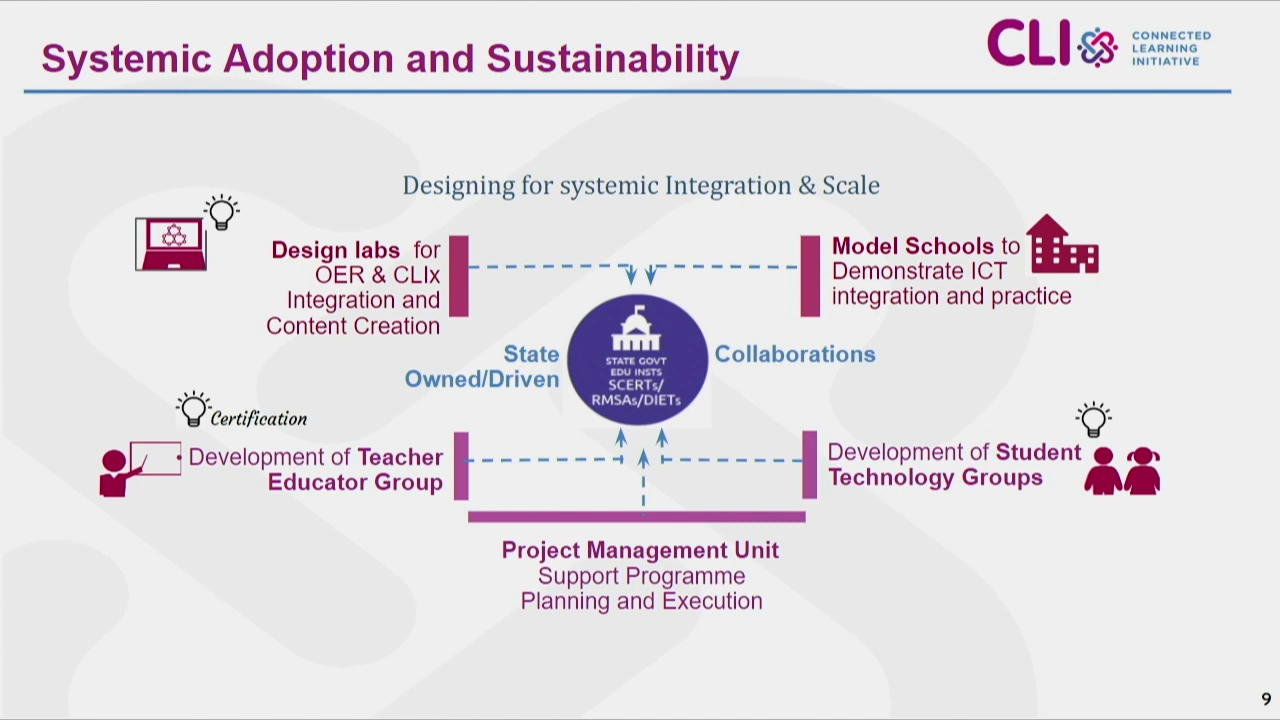 Systemic Adoption and Sustainability
CLI
CONNECTED
LEARNING
INITIATIVE
Designing for systemic Integration & Scale
Design labs for
OER & CLIx
Integration and
Content Creation
Model Schools to
Demonstrate ICT
integration and practice
State
Owned/Driven
STATE GOVT
EDU INSTS
SCERTs/
RMSAs/DIETs
Collaborations
Certification
Development of Teacher
Educator Group
Development of Student
Technology Groups
Project Management Unit
Support Programme
Planning and Execution
9